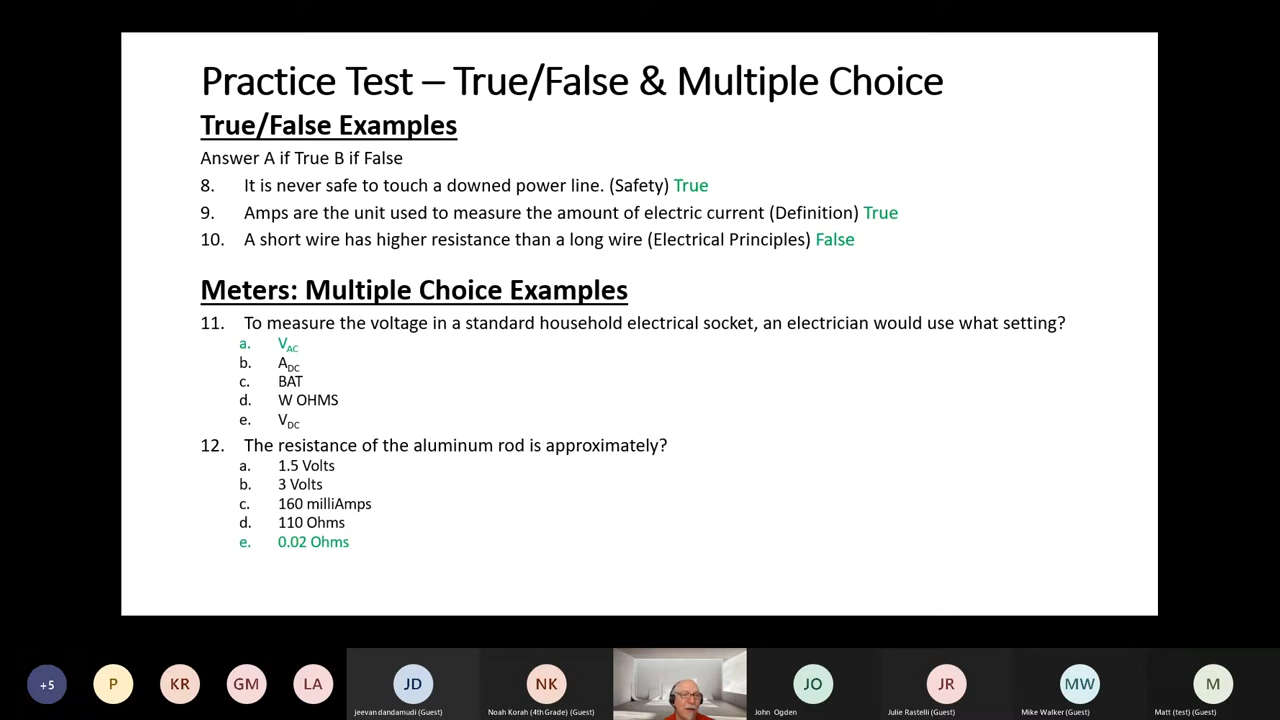 Practice Test – True/False & Multiple Choice
True/False Examples
Answer A if True B if False
8. It is never safe to touch a downed power line. (Safety) True
9. Amps are the unit used to measure the amount of electric current (Definition) True
10. A short wire has higher resistance than a long wire (Electrical Principles) False
Meters: Multiple Choice Examples
11. To measure the voltage in a standard household electrical socket, an electrician would use what setting?
a. VAC
b. ADC
c. BAT
d. W OHMS
e. VDC
12. The resistance of the aluminum rod is approximately?
a. 1.5 Volts
b. 3 Volts
c. 160 milliAmps
d. 110 Ohms
e. 0.02 Ohms
+5 P KR GM LA JD NK JO JR MW M
jeevan dandamudi (Guest) Noah Korah (4th Grade) (Guest) John Ogden Julie Rastelli (Guest) Mike Walker (Guest) Matt (test) (Guest)